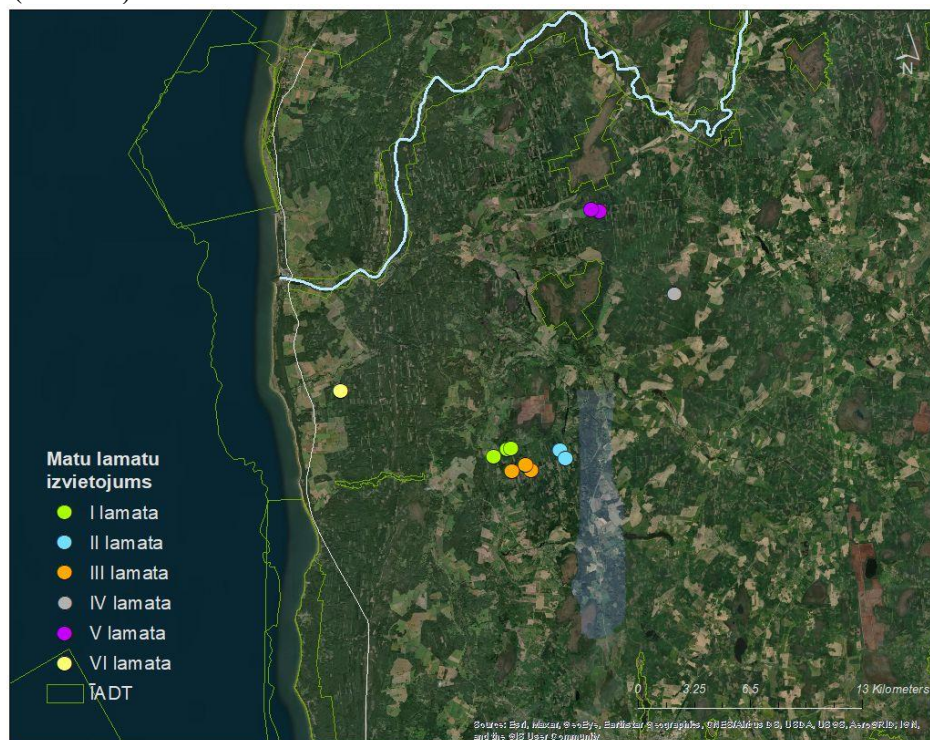 N
Matu lamatu
izvietojums
I lamata
II lamata
III lamata
IV lamata
V lamata
VI lamata
ĪADT
0 3.25 6.5 13 Kilometers
Source: Esri, Maxar, GeoEye, Earthstar Geographics, CNES/Airbus DS, USDA, USGS, AeroGRID, IGN,
and the GIS User Community